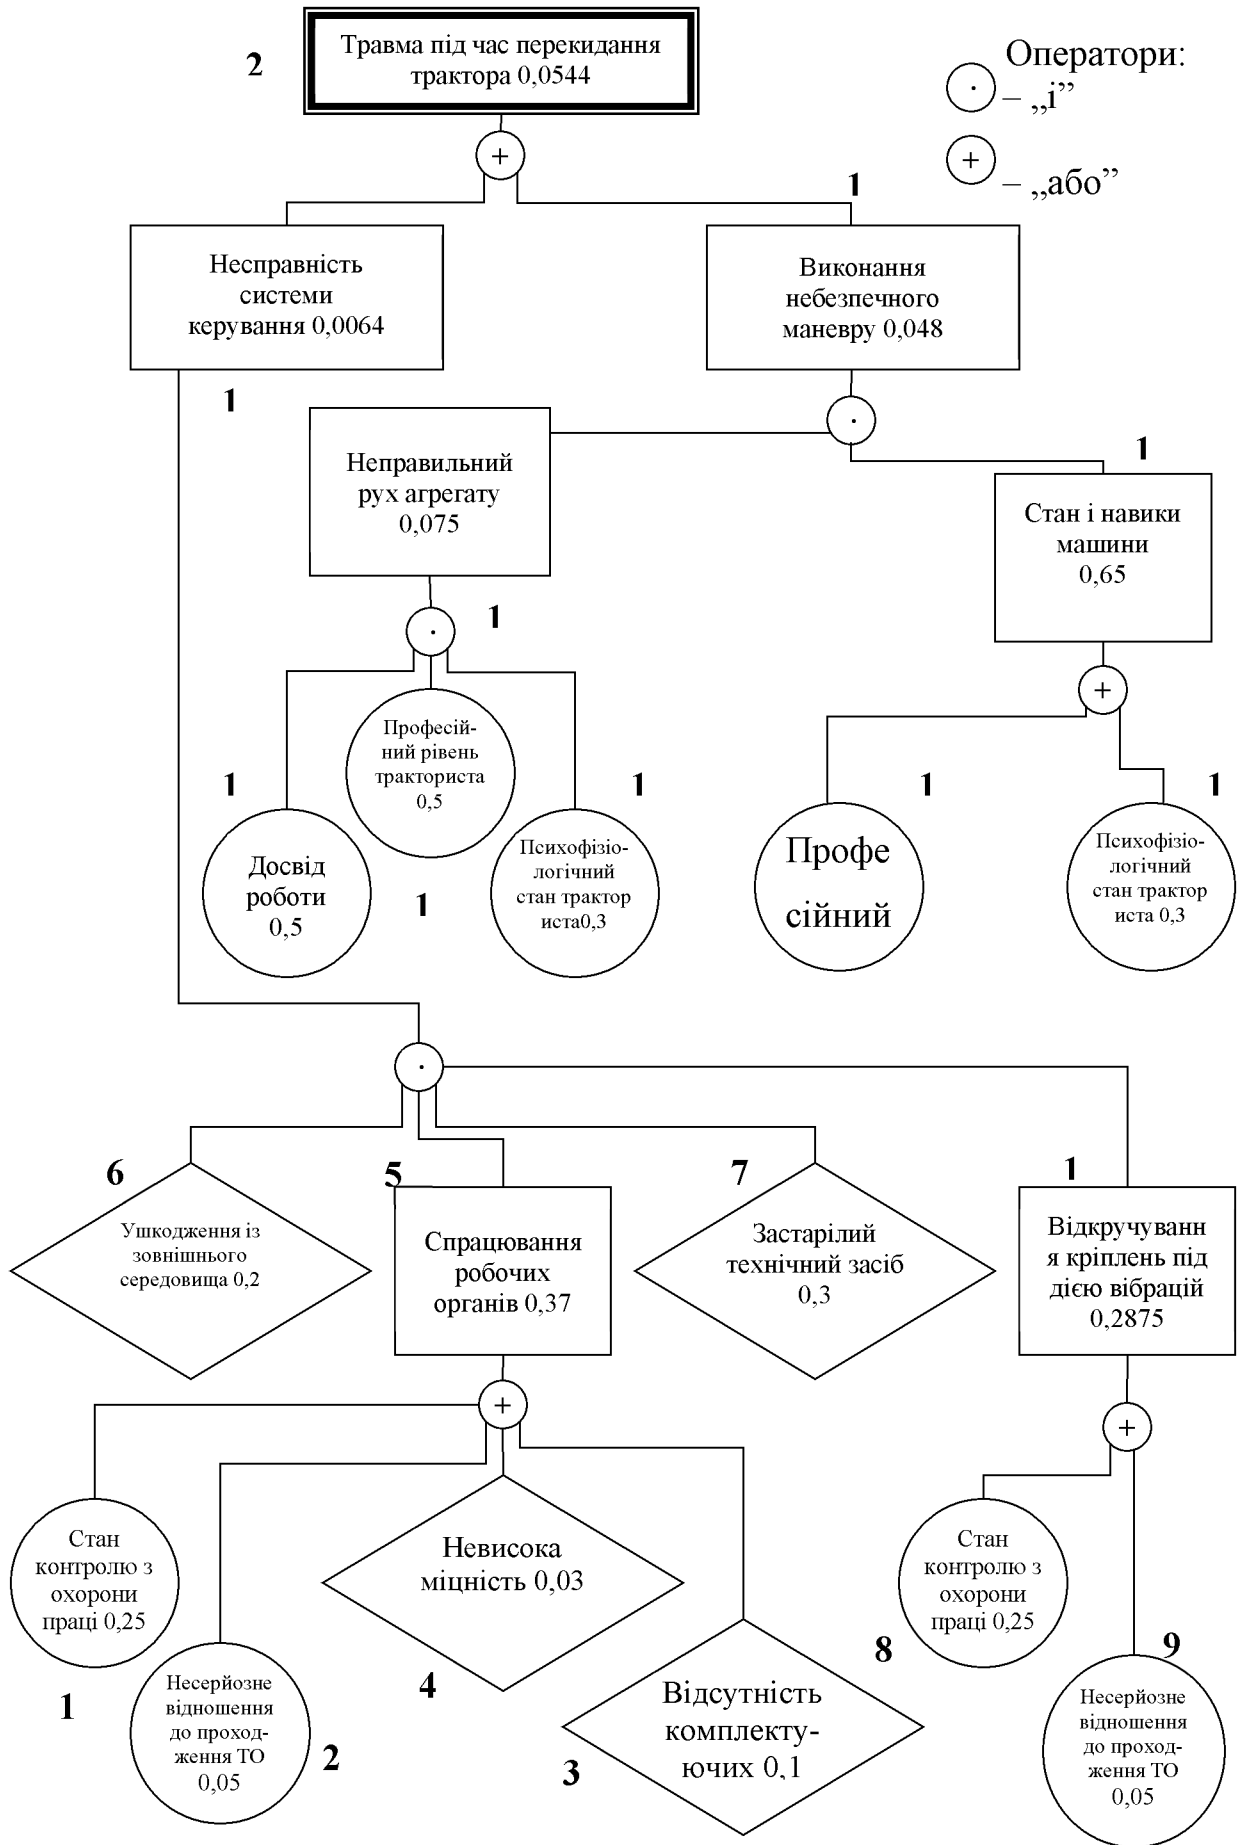 2
Травма під час перекидання
трактора 0,0544
Оператори:
· – „і”
+ – „або”
+
1
Несправність
системи
керування 0,0064
Виконання
небезпечного
маневру 0,048
1
·
Неправильний
рух агрегату
0,075
1
Стан і навики
машини
0,65
·
1
+
Професій-
ний рівень
тракториста
0,5
1
1
1
1
Досвід
роботи
0,5
1
Психофізіо-
логічний
стан трактор
иста0,3
Профе
сійний
Психофізіо-
логічний
стан трактор
иста 0,3
·
6
5
7
1
Ушкодження із
зовнішнього
середовища 0,2
Спрацювання
робочих
органів 0,37
Застарілий
технічний засіб
0,3
Відкручуванн
я кріплень під
дією вібрацій
0,2875
+
+
Стан
контролю з
охорони
праці 0,25
Невисока
міцність 0,03
Стан
контролю з
охорони
праці 0,25
1
4
8
9
Несерйозне
відношення
до проход-
ження ТО
0,05
2
3
Відсутність
комплекту-
ючих 0,1
Несерйозне
відношення
до проход-
ження ТО
0,05